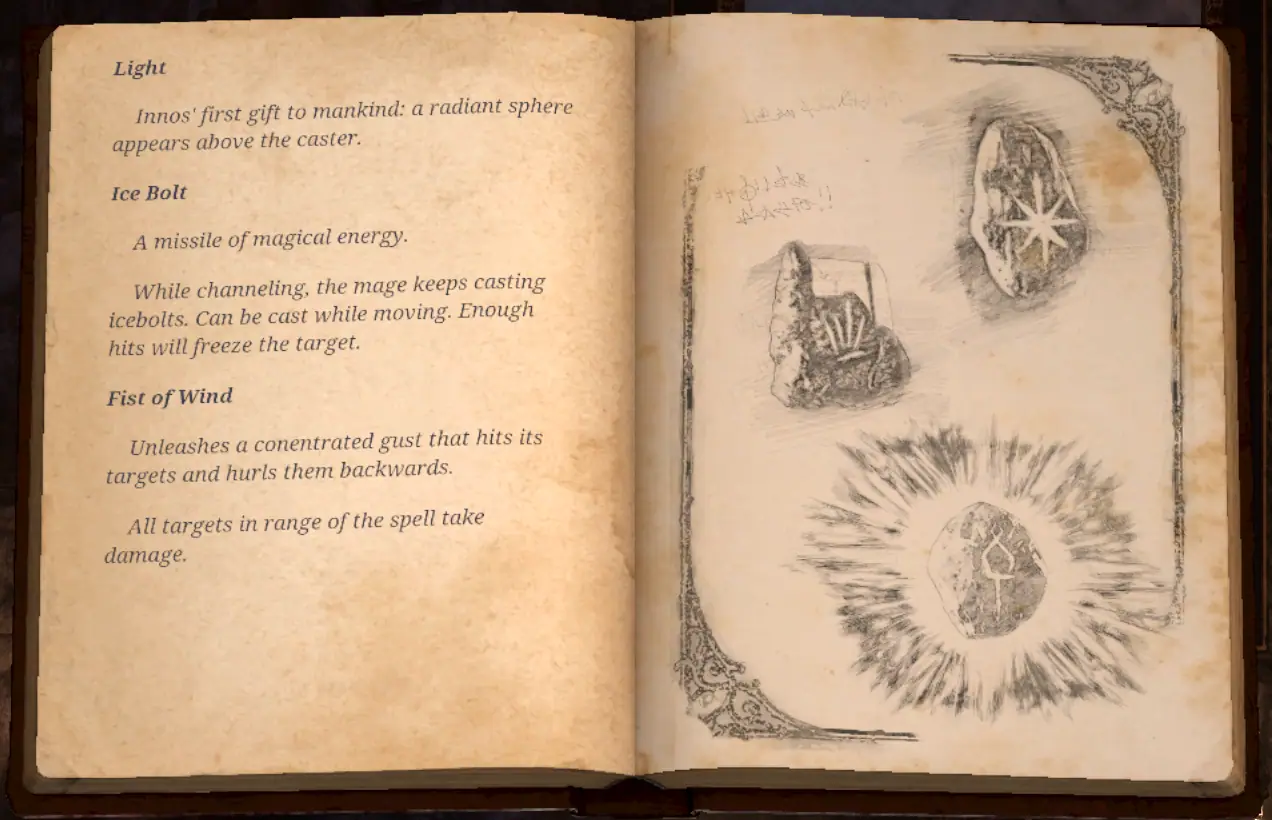 Light
Innos' first gift to mankind: a radiant sphere
appears above the caster.
Ice Bolt
A missile of magical energy.
While channeling, the mage keeps casting
icebolts. Can be cast while moving. Enough
hits will freeze the target.
Fist of Wind
Unleashes a conentrated gust that hits its
targets and hurls them backwards.
All targets in range of the spell take
damage.